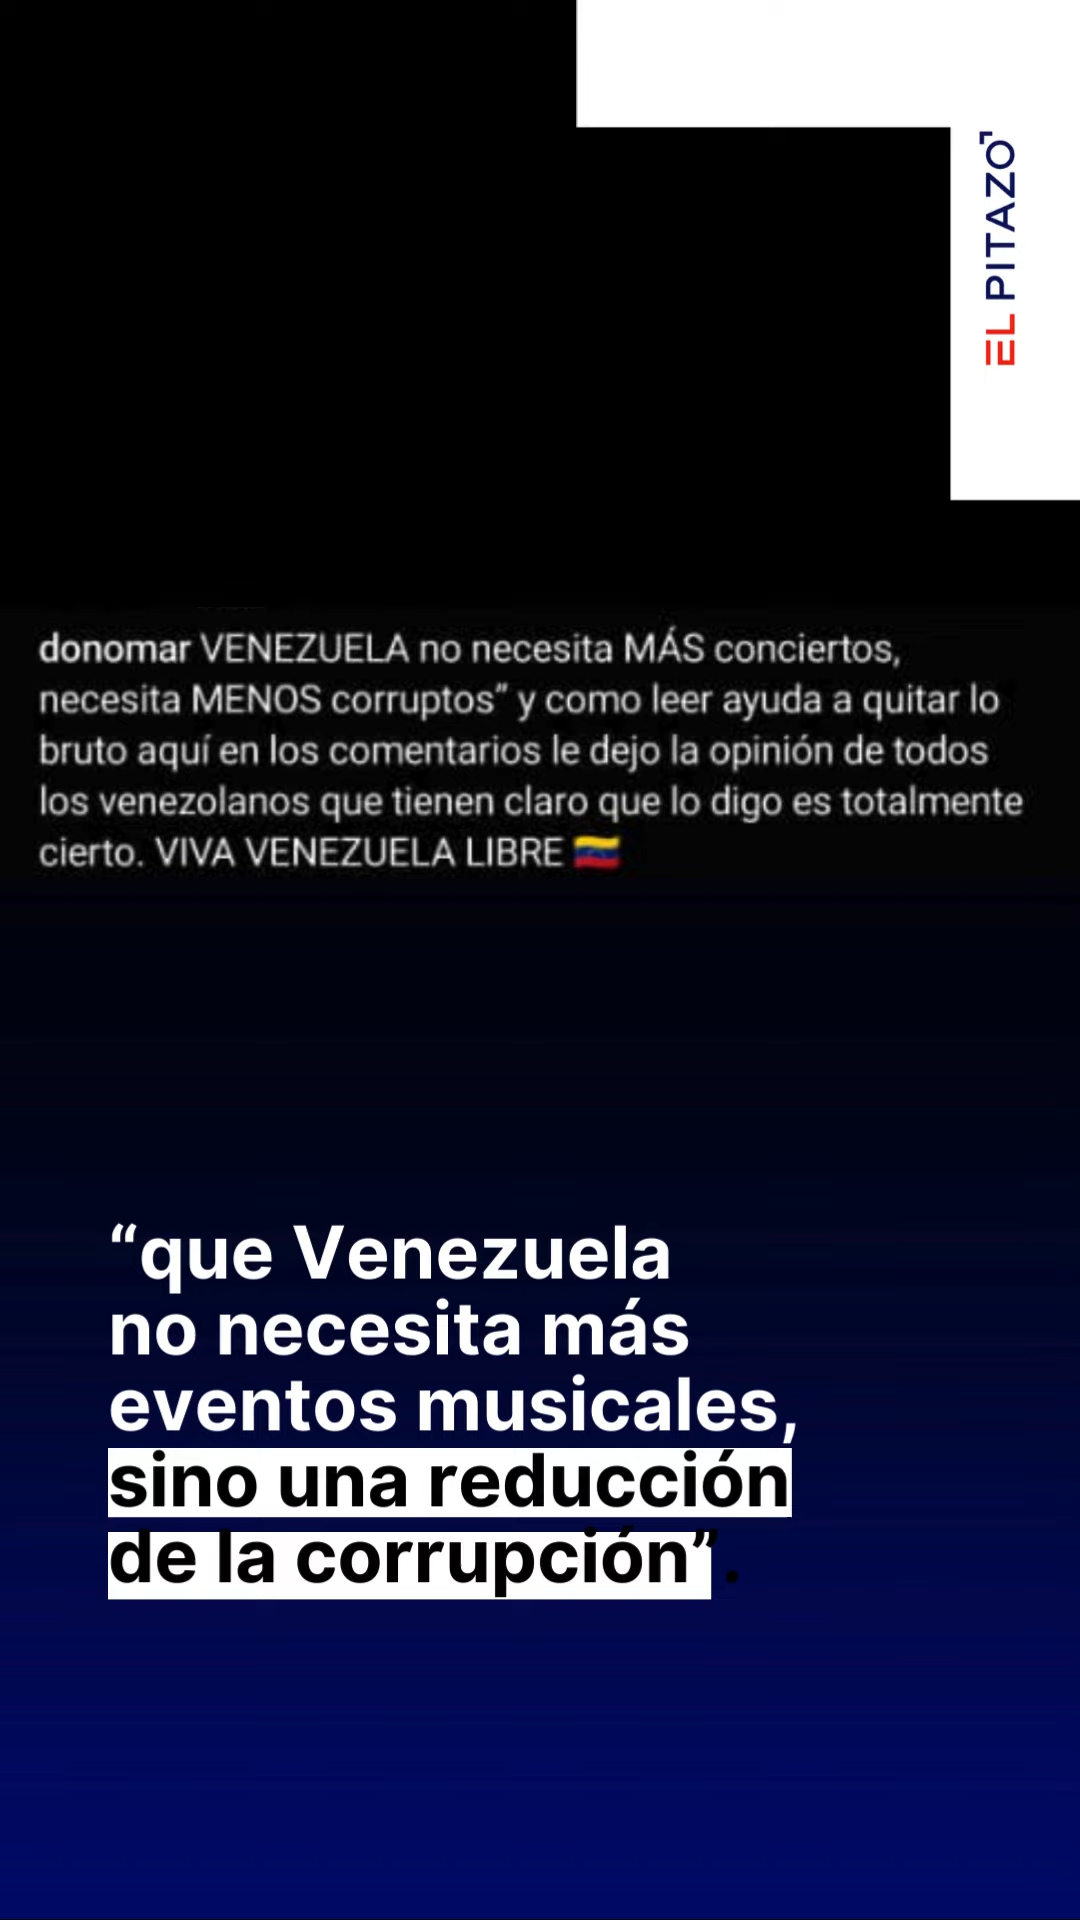 EL PITAZO
donomar VENEZUELA no necesita MÁS conciertos,
necesita MENOS corruptos” y como leer ayuda a quitar lo
bruto aquí en los comentarios le dejo la opinión de todos
los venezolanos que tienen claro que lo digo es totalmente
cierto. VIVA VENEZUELA LIBRE 🇻🇪
“que Venezuela
no necesita más
eventos musicales,
sino una reducción
de la corrupción”.